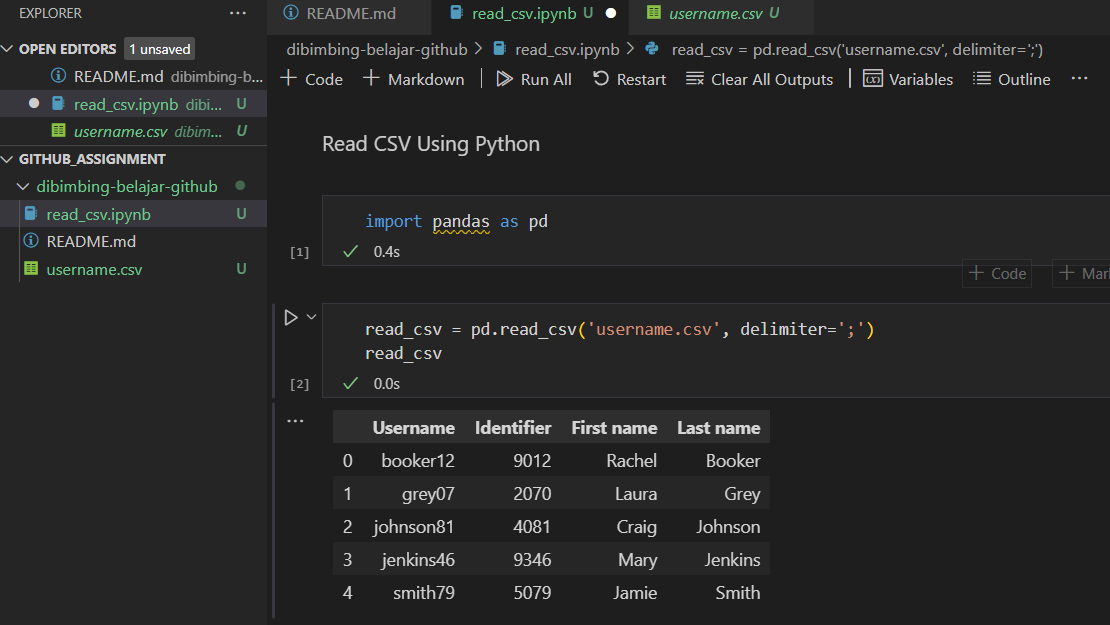 EXPLORER
OPEN EDITORS 1 unsaved
README.md dibimbing-b...
read_csv.ipynb dibi... U
username.csv dibim... U
GITHUB_ASSIGNMENT
dibimbing-belajar-github
read_csv.ipynb U
README.md
username.csv U
README.md read_csv.ipynb U username.csv U
dibimbing-belajar-github > read_csv.ipynb > read_csv = pd.read_csv('username.csv', delimiter=';')
+ Code + Markdown | Run All Restart Clear All Outputs | Variables Outline ...
Read CSV Using Python
import pandas as pd
[1] 0.4s
+ Code + Mar
read_csv = pd.read_csv('username.csv', delimiter=';')
read_csv
[2] 0.0s
Username Identifier First name Last name
0 booker12 9012 Rachel Booker
1 grey07 2070 Laura Grey
2 johnson81 4081 Craig Johnson
3 jenkins46 9346 Mary Jenkins
4 smith79 5079 Jamie Smith